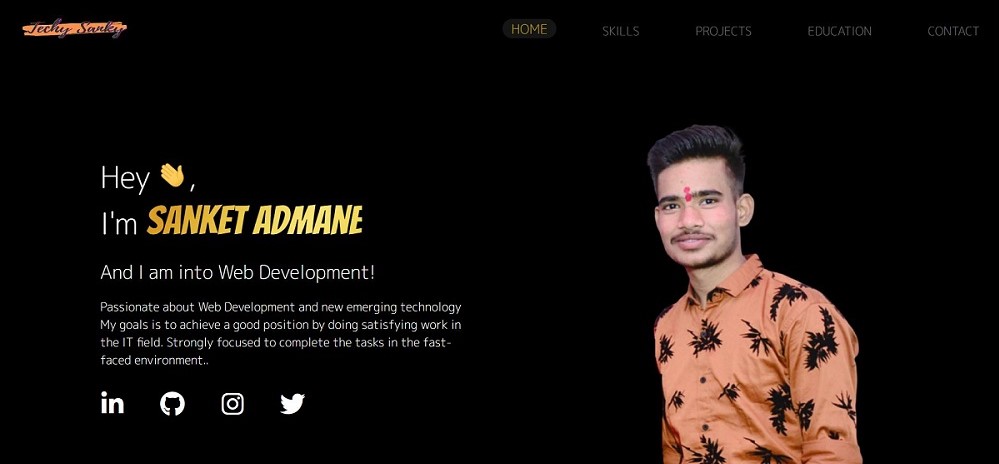 Techy Sanky
HOME
SKILLS
PROJECTS
EDUCATION
CONTACT
Hey 👋,
I'm SANKET ADMANE
And I am into Web Development!
Passionate about Web Development and new emerging technology
My goals is to achieve a good position by doing satisfying work in
the IT field. Strongly focused to complete the tasks in the fast-
faced environment..
in